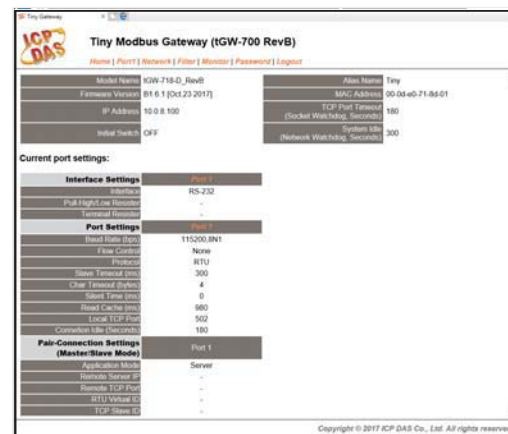 Tiny Gateway
ICP DAS
Tiny Modbus Gateway (tGW-700 RevB)
Home | Port1 | Network | Filter | Monitor | Password | Logout
Model Name tGW-718-D_RevB Alias Name Tiny
Firmware Version B1.6.1 [Oct.23 2017] MAC Address 00-0d-e0-71-8d-01
IP Address 10.0.8.100 TCP Port Timeout (Socket Watchdog, Seconds) 180
Initial Switch OFF System Idle (Network Watchdog, Seconds) 300
Current port settings:
Interface Settings Port 1
Interface RS-232
Pull-High/Low Resister -
Terminal Resister -
Port Settings Port 1
Baud Rate (bps) 115200,8N1
Flow Control None
Protocol RTU
Slave Timeout (ms) 300
Char Timeout (bytes) 4
Silent Time (ms) 0
Read Cache (ms) 980
Local TCP Port 502
Connetion Idle (Seconds) 180
Pair-Connection Settings (Master/Slave Mode) Port 1
Application Mode Server
Remote Server IP -
Remote TCP Port -
RTU Virtual ID -
TCP Slave ID -
Copyright © 2017 ICP DAS Co., Ltd. All rights reserved